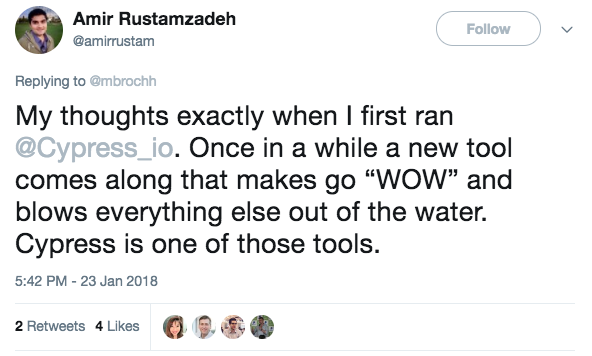 Amir Rustamzadeh
@amirrustam
Follow
Replying to @mbrochh
My thoughts exactly when I first ran
@Cypress_io. Once in a while a new tool
comes along that makes go “WOW” and
blows everything else out of the water.
Cypress is one of those tools.
5:42 PM - 23 Jan 2018
2 Retweets 4 Likes